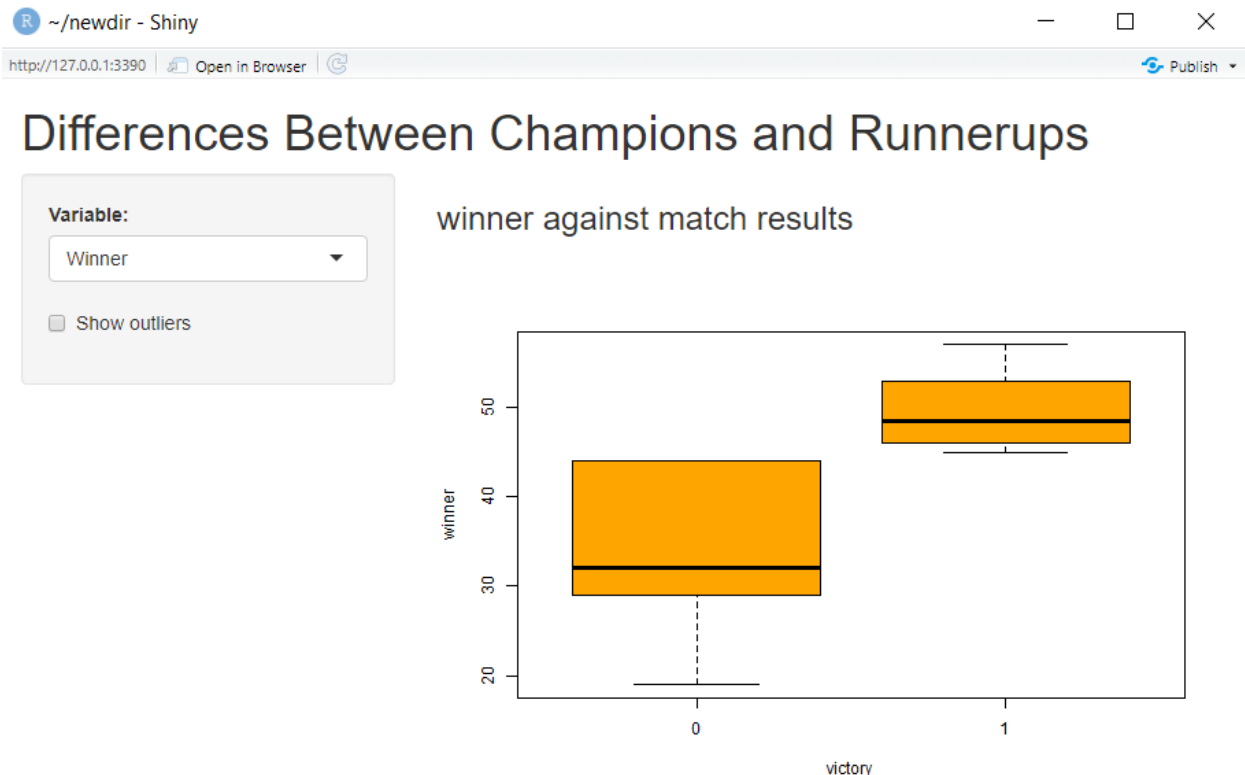 R ~/newdir - Shiny
http://127.0.0.1:3390 Open in Browser Publish
Differences Between Champions and Runnerups
Variable:
Winner
Show outliers
winner against match results
50
40
30
20
winner
0 1
victory